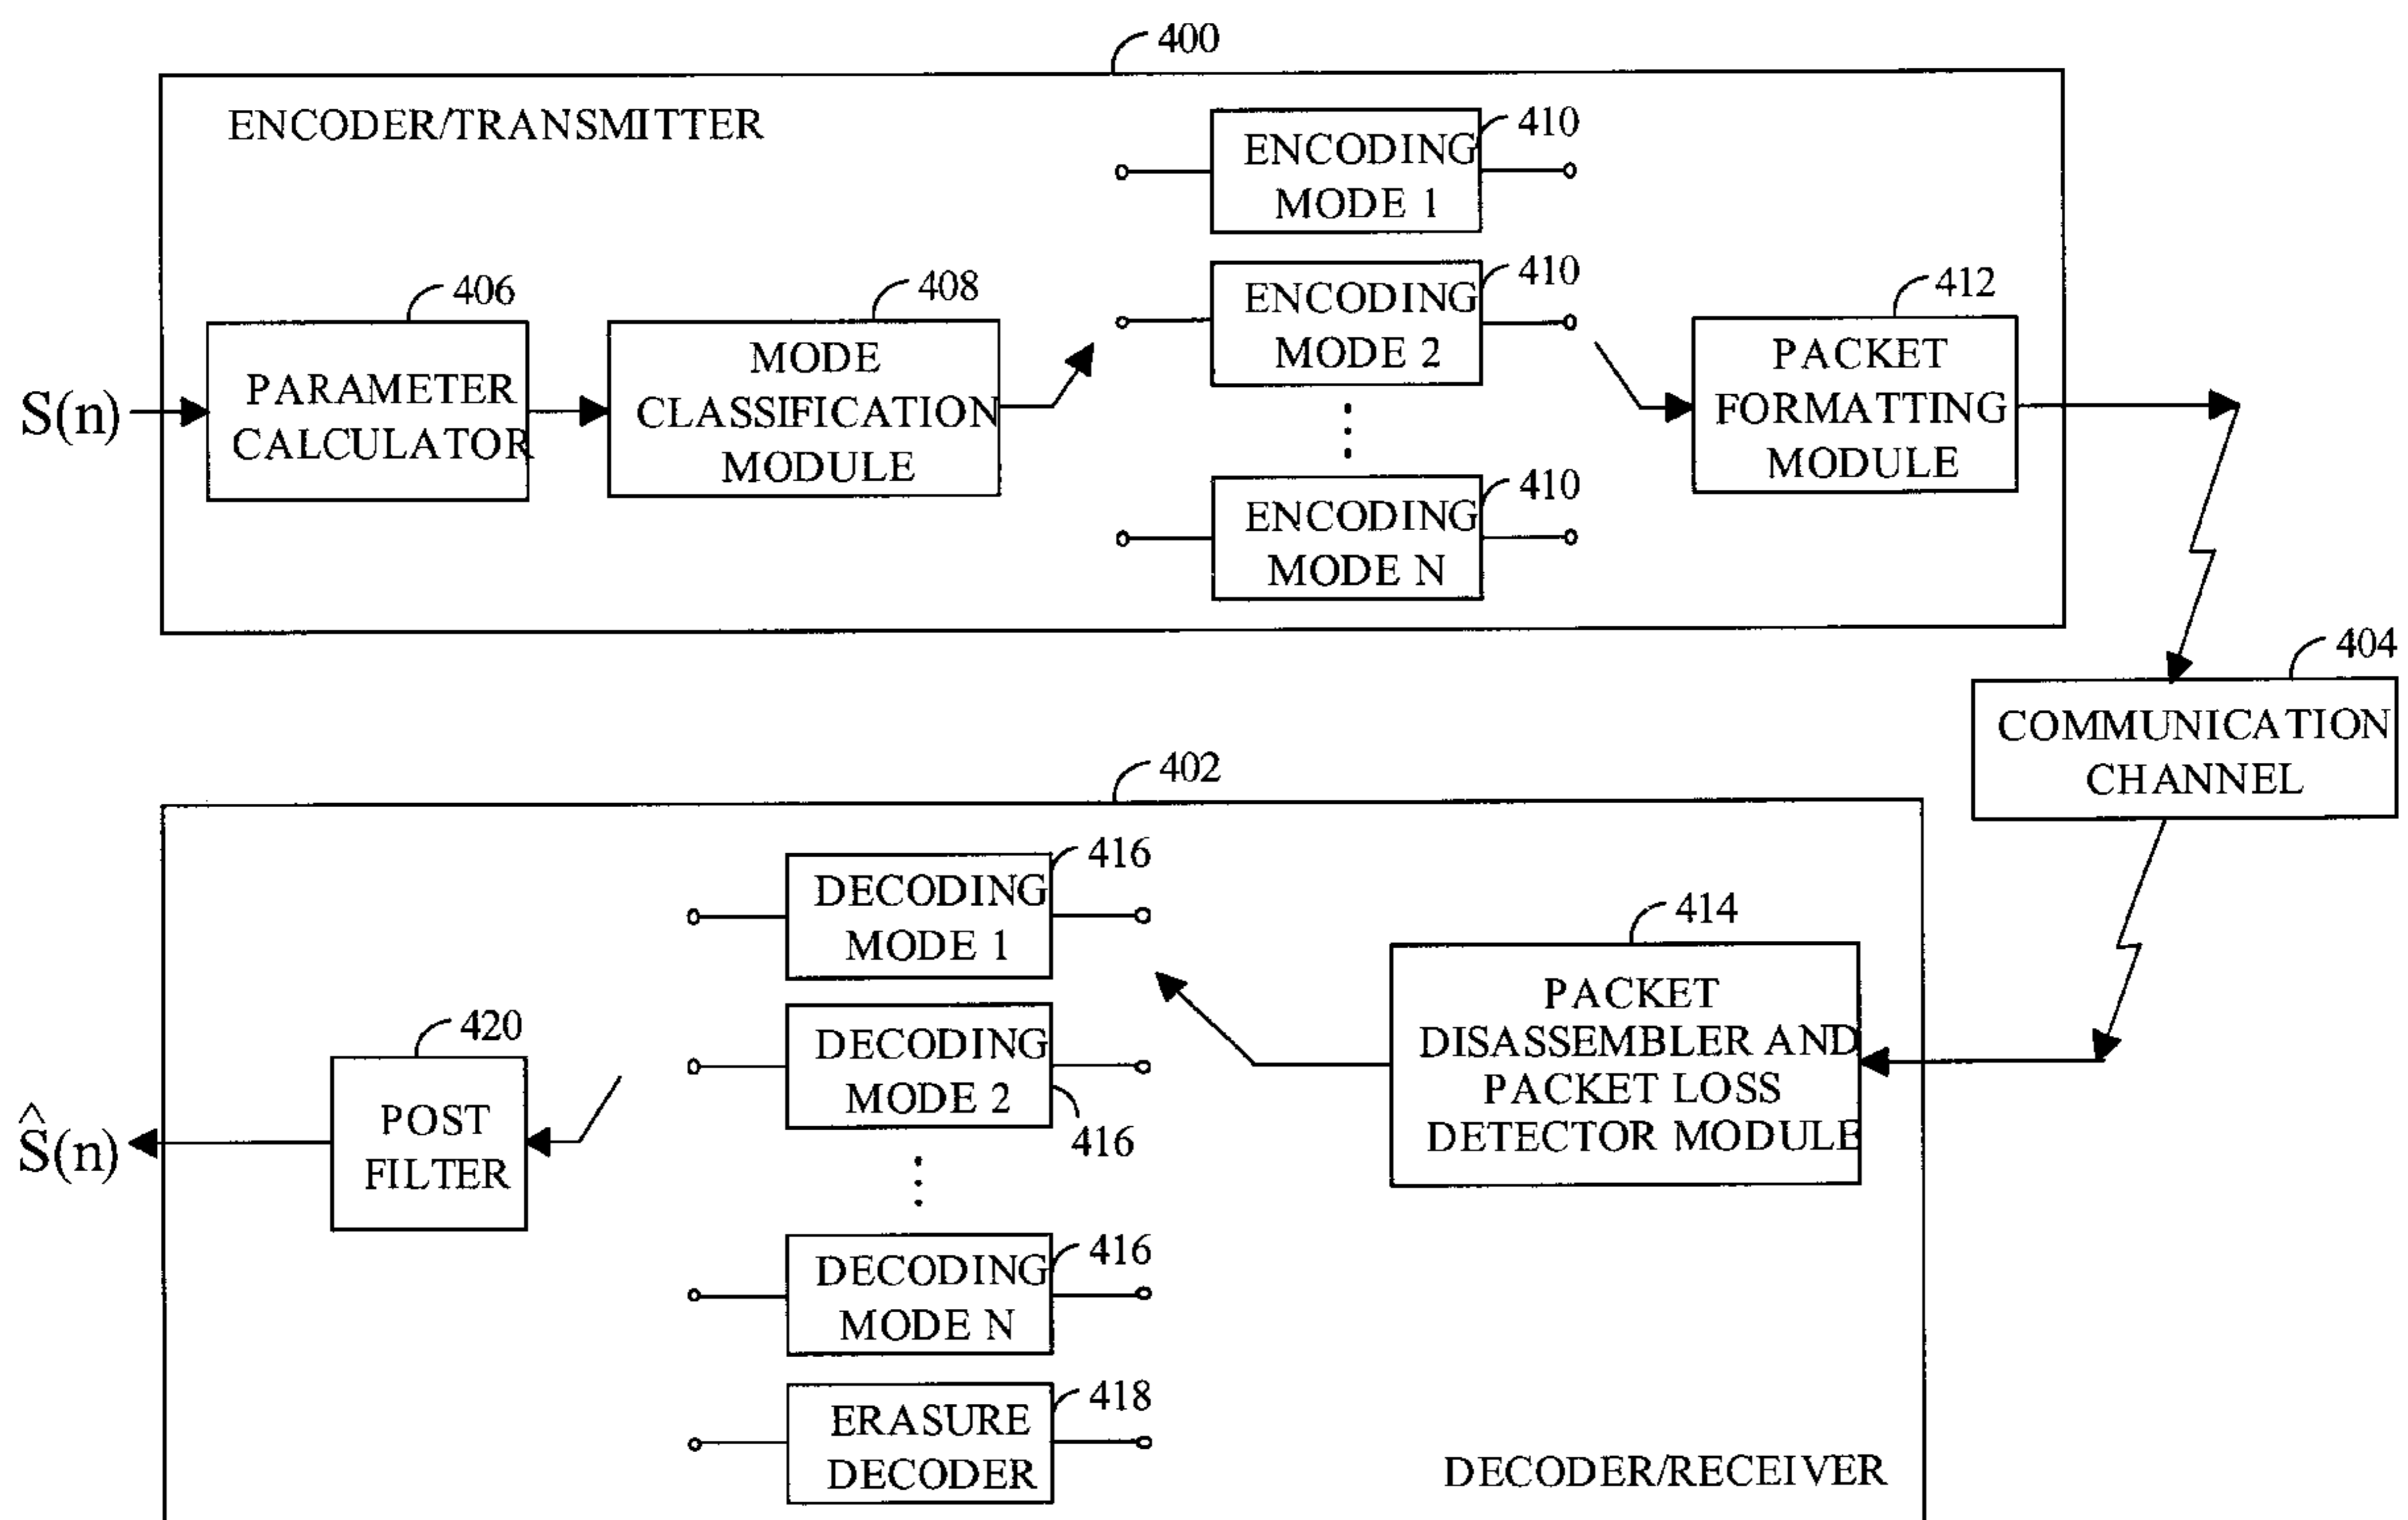 400
ENCODER/TRANSMITTER
410
ENCODING
MODE 1
410
ENCODING
MODE 2
410
ENCODING
MODE N
406
PARAMETER
CALCULATOR
408
MODE
CLASSIFICATION
MODULE
412
PACKET
FORMATTING
MODULE
S(n)
404
COMMUNICATION
CHANNEL
402
416
DECODING
MODE 1
DECODING
MODE 2
416
416
DECODING
MODE N
418
ERASURE
DECODER
414
PACKET
DISASSEMBLER AND
PACKET LOSS
DETECTOR MODULE
420
POST
FILTER
Ŝ(n)
DECODER/RECEIVER